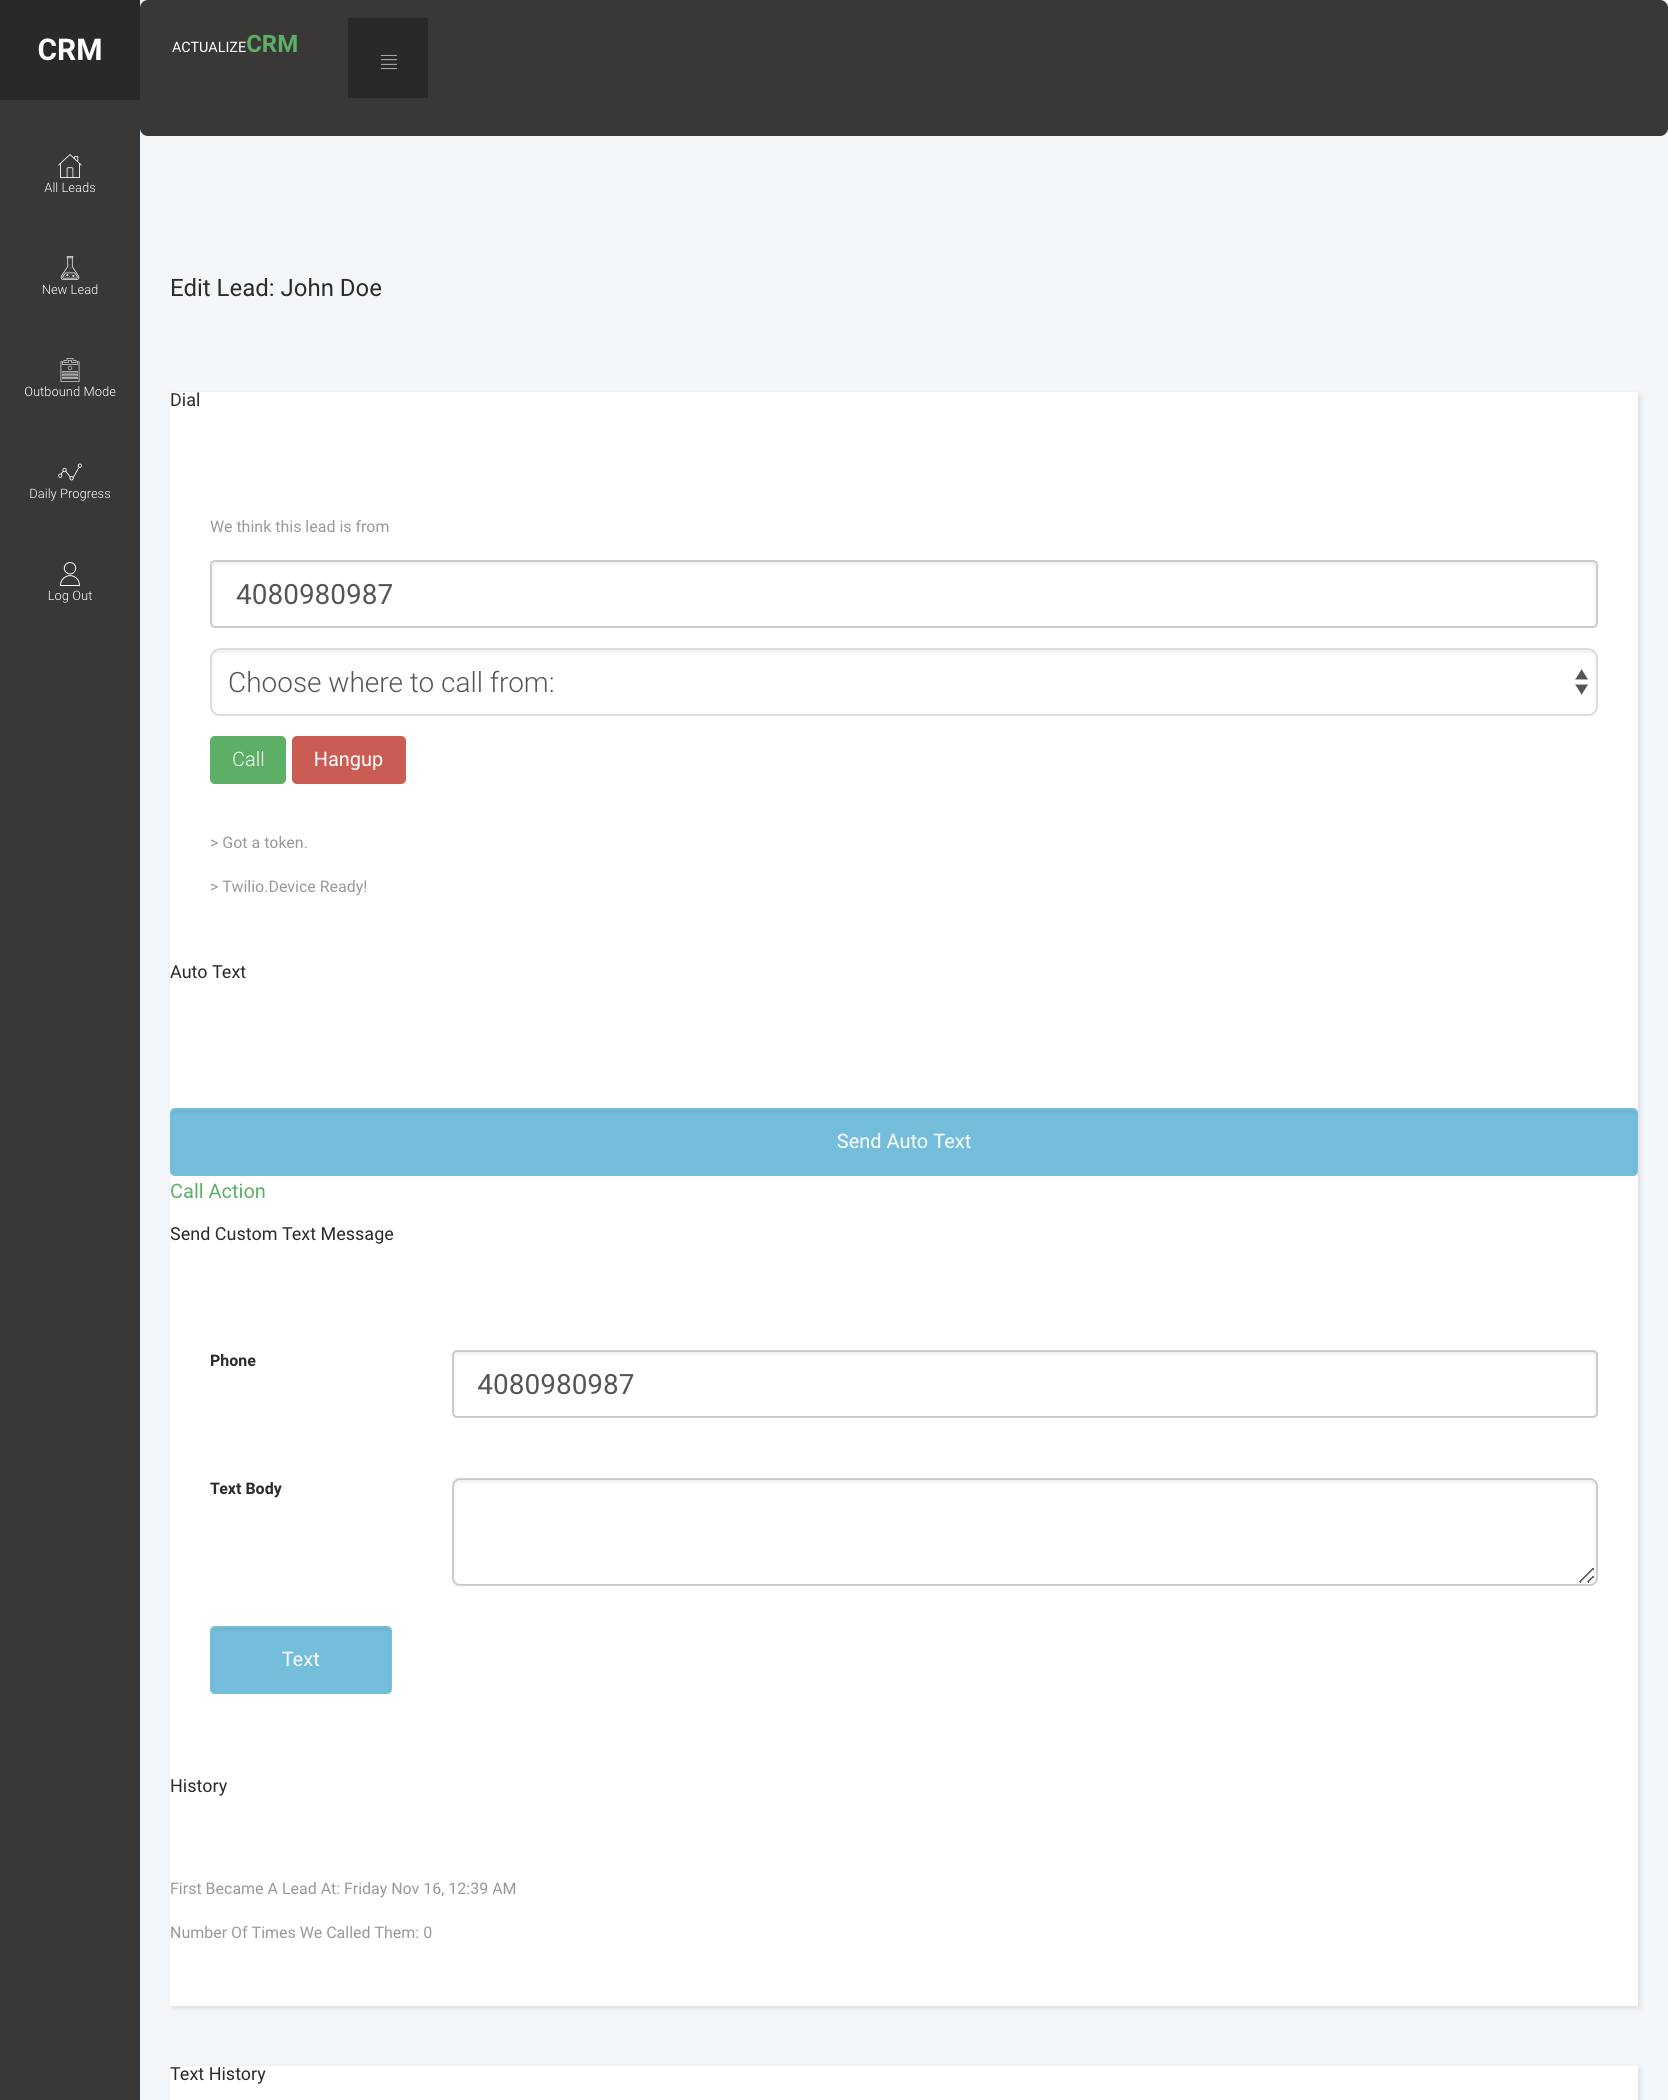 CRM
ACTUALIZECRM
All Leads
New Lead
Outbound Mode
Daily Progress
Log Out
Edit Lead: John Doe
Dial
We think this lead is from
4080980987
Choose where to call from:
Call Hangup
> Got a token.
> Twilio.Device Ready!
Auto Text
Send Auto Text
Call Action
Send Custom Text Message
Phone 4080980987
Text Body
Text
History
First Became A Lead At: Friday Nov 16, 12:39 AM
Number Of Times We Called Them: 0
Text History